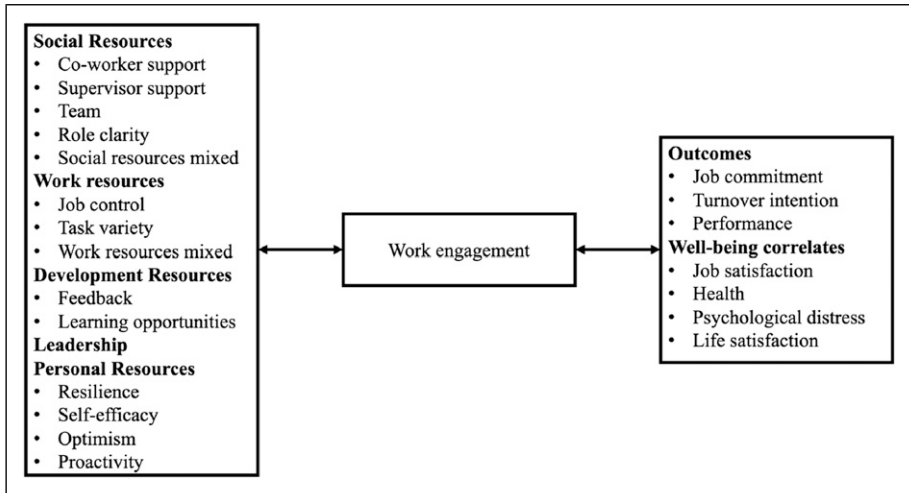 Social Resources
• Co-worker support
• Supervisor support
• Team
• Role clarity
• Social resources mixed
Work resources
• Job control
• Task variety
• Work resources mixed
Development Resources
• Feedback
• Learning opportunities
Leadership
Personal Resources
• Resilience
• Self-efficacy
• Optimism
• Proactivity
Work engagement
Outcomes
• Job commitment
• Turnover intention
• Performance
Well-being correlates
• Job satisfaction
• Health
• Psychological distress
• Life satisfaction